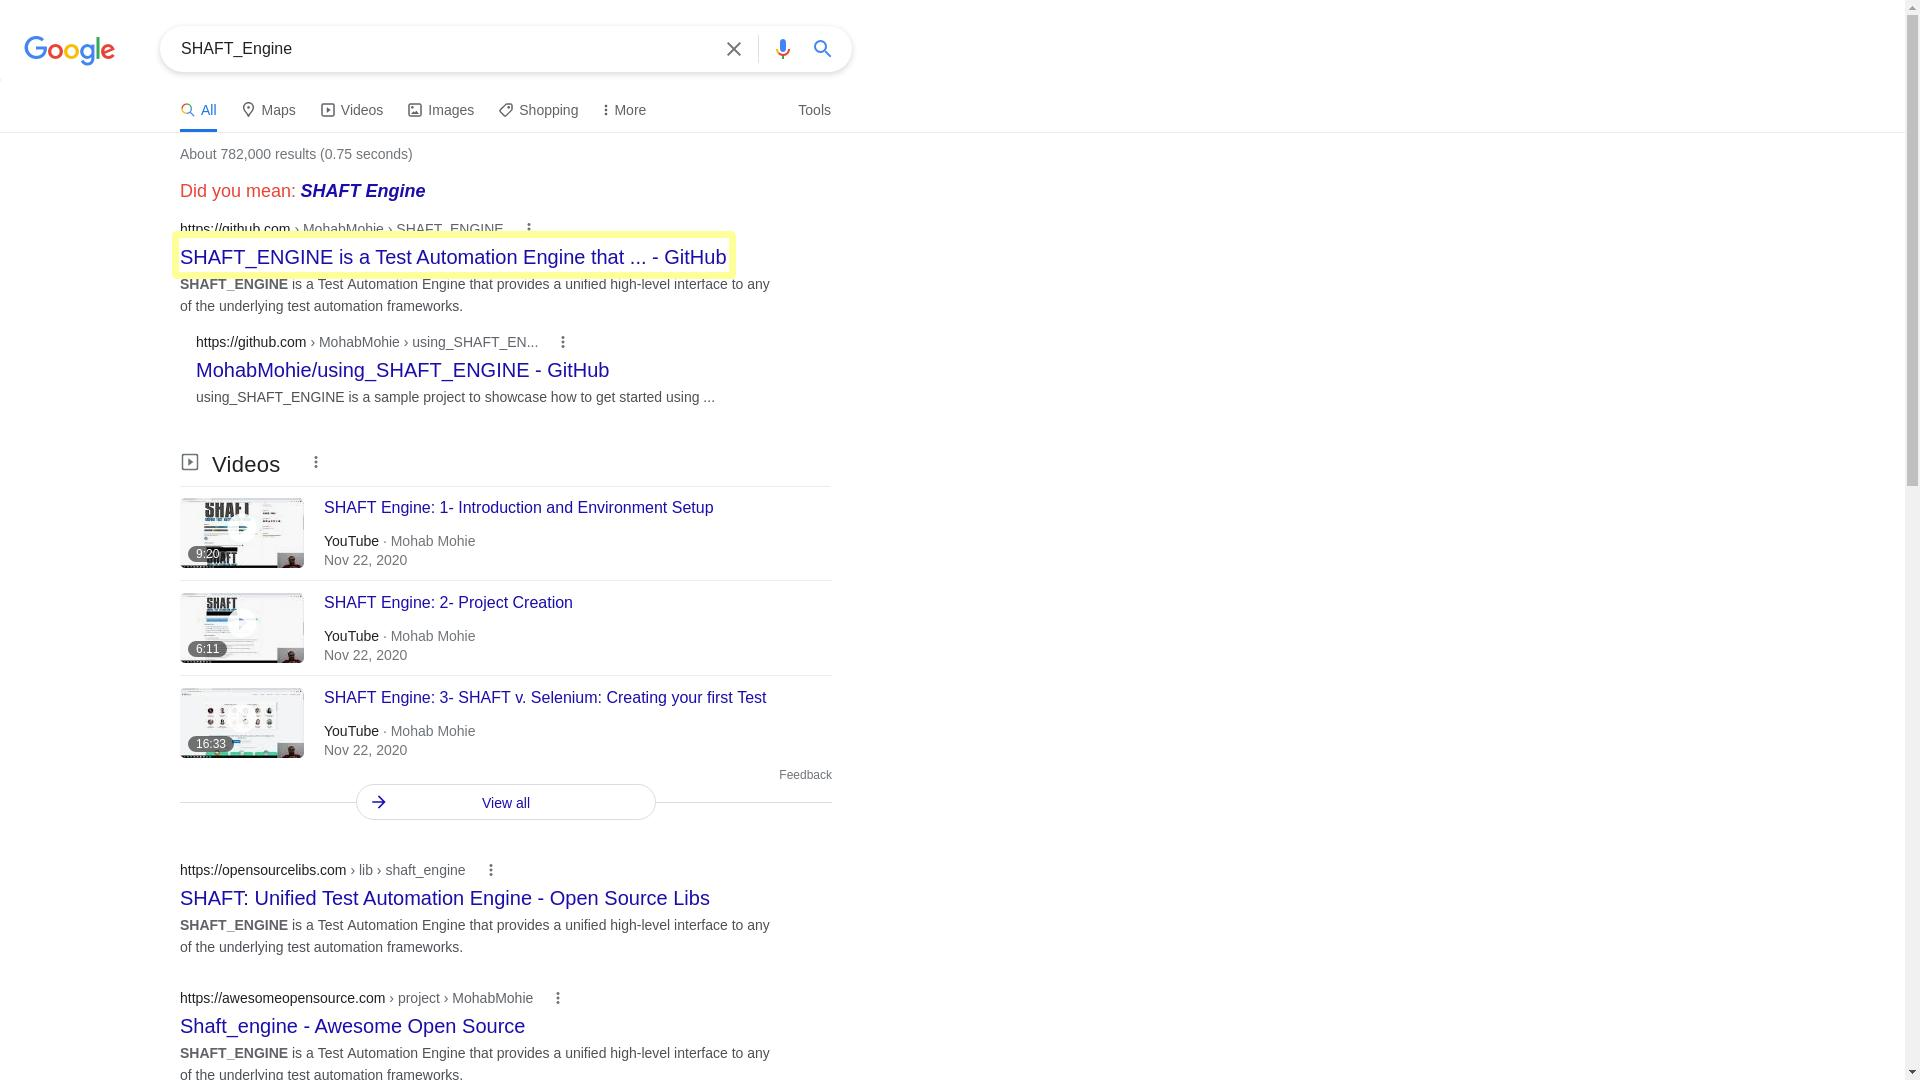 Google
SHAFT_Engine
All Maps Videos Images Shopping More Tools
About 782,000 results (0.75 seconds)
Did you mean: SHAFT Engine
https://github.com › MohabMohie › SHAFT_ENGINE
SHAFT_ENGINE is a Test Automation Engine that ... - GitHub
SHAFT_ENGINE is a Test Automation Engine that provides a unified high-level interface to any
of the underlying test automation frameworks.
https://github.com › MohabMohie › using_SHAFT_EN...
MohabMohie/using_SHAFT_ENGINE - GitHub
using_SHAFT_ENGINE is a sample project to showcase how to get started using ...
Videos
SHAFT
9:20
SHAFT Engine: 1- Introduction and Environment Setup
YouTube · Mohab Mohie
Nov 22, 2020
SHAFT
6:11
SHAFT Engine: 2- Project Creation
YouTube · Mohab Mohie
Nov 22, 2020
16:33
SHAFT Engine: 3- SHAFT v. Selenium: Creating your first Test
YouTube · Mohab Mohie
Nov 22, 2020
Feedback
View all
https://opensourcelibs.com › lib › shaft_engine
SHAFT: Unified Test Automation Engine - Open Source Libs
SHAFT_ENGINE is a Test Automation Engine that provides a unified high-level interface to any
of the underlying test automation frameworks.
https://awesomeopensource.com › project › MohabMohie
Shaft_engine - Awesome Open Source
SHAFT_ENGINE is a Test Automation Engine that provides a unified high-level interface to any
of the underlying test automation frameworks.